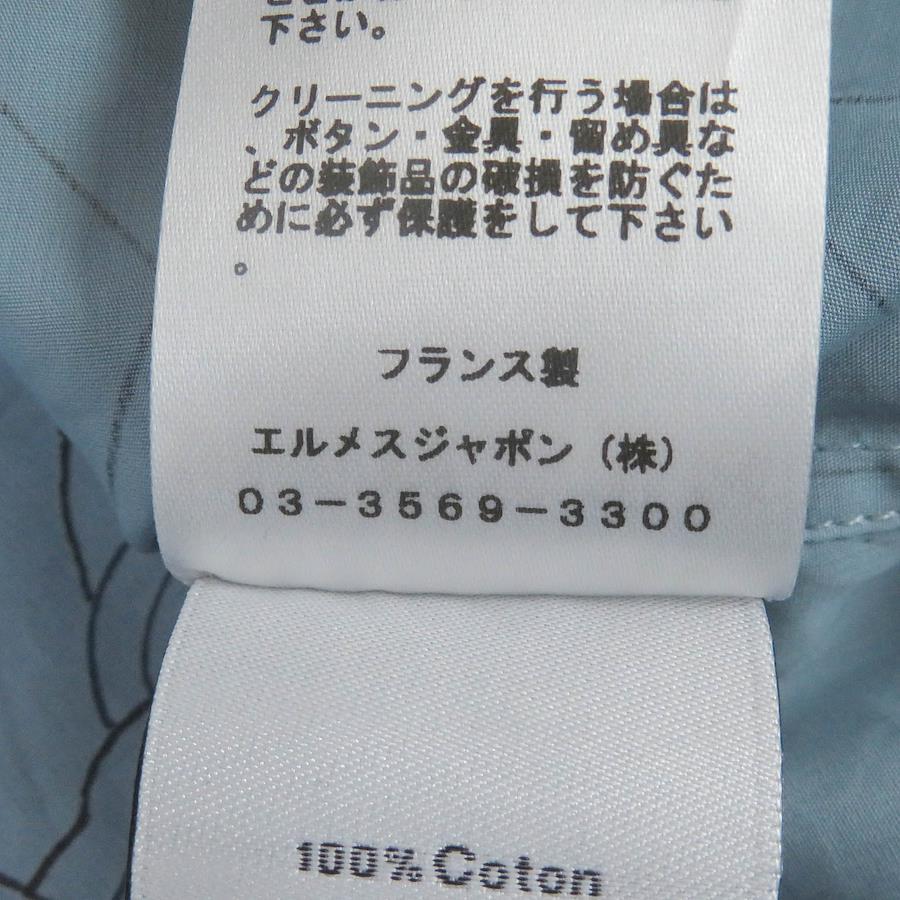 下さい。
クリーニングを行う場合は
、ボタン・金具・留め具な
どの装飾品の破損を防ぐた
めに必ず保護をして下さい
。
フランス製
エルメスジャポン（株）
03－3569－3300
100% Coton